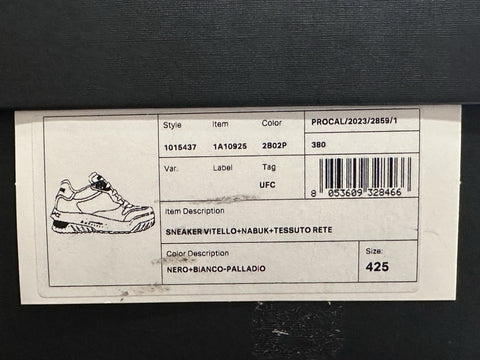 Style Item Color PROCAL/2023/2859/1
1015437 1A10925 2B02P 380
Var. Label Tag
UFC
8 053609 328466
Item Description
SNEAKER VITELLO+NABUK+TESSUTO RETE
Color Description Size:
NERO+BIANCO-PALLADIO 425